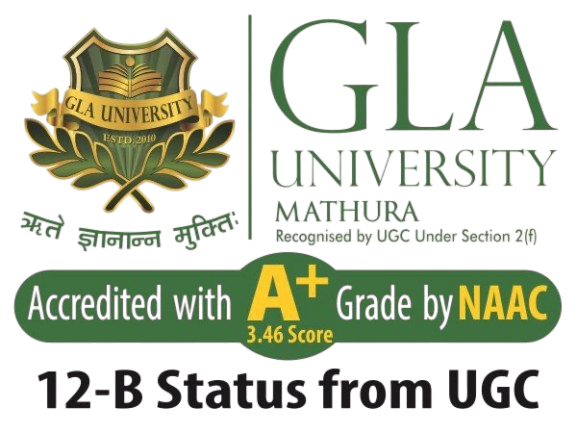 GLA UNIVERSITY
ESTD. 2010
ऋते ज्ञानान्न मुक्तिः
GLA
UNIVERSITY
MATHURA
Recognised by UGC Under Section 2(f)
Accredited with A+ Grade by NAAC
3.46 Score
12-B Status from UGC